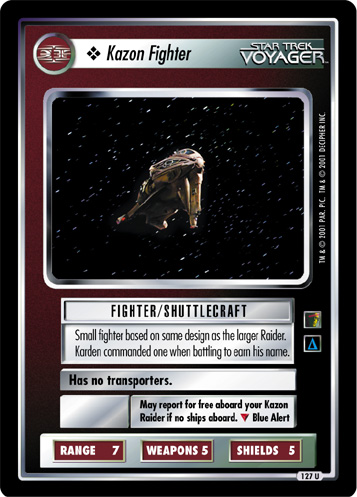 ❖ Kazon Fighter
STAR TREK
VOYAGER™
TM & © 2001 PAR. PIC. TM & © 2001 DECIPHER INC.
FIGHTER/SHUTTLECRAFT
Small fighter based on same design as the larger Raider.
Karden commanded one when battling to earn his name.
Has no transporters.
May report for free aboard your Kazon
Raider if no ships aboard. ▼ Blue Alert
RANGE 7 WEAPONS 5 SHIELDS 5
127 U